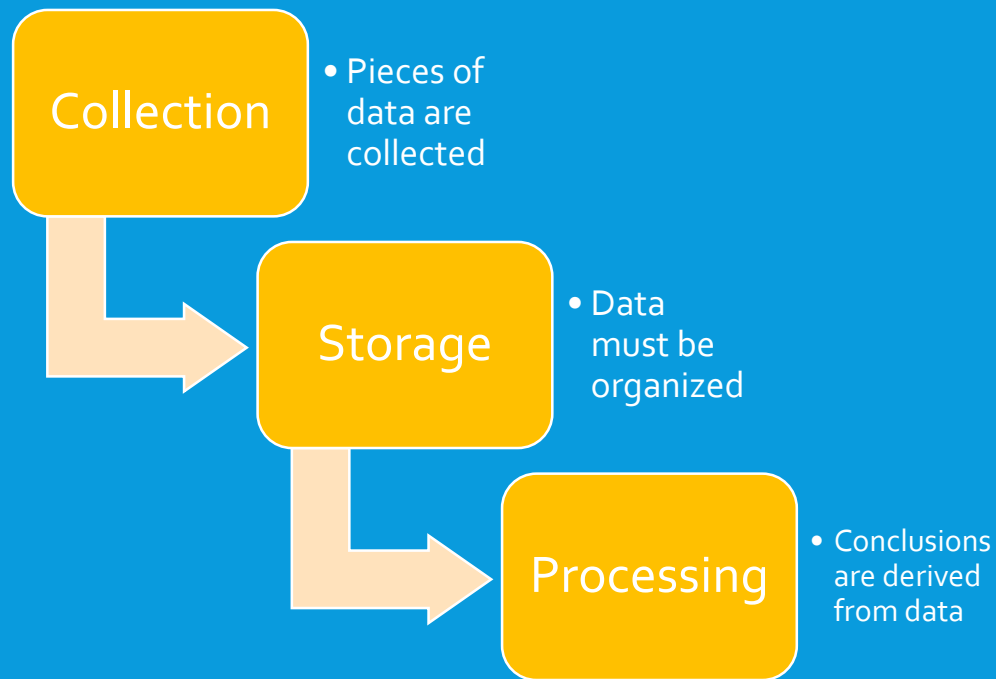 Collection
• Pieces of
data are
collected
Storage
• Data
must be
organized
Processing
• Conclusions
are derived
from data